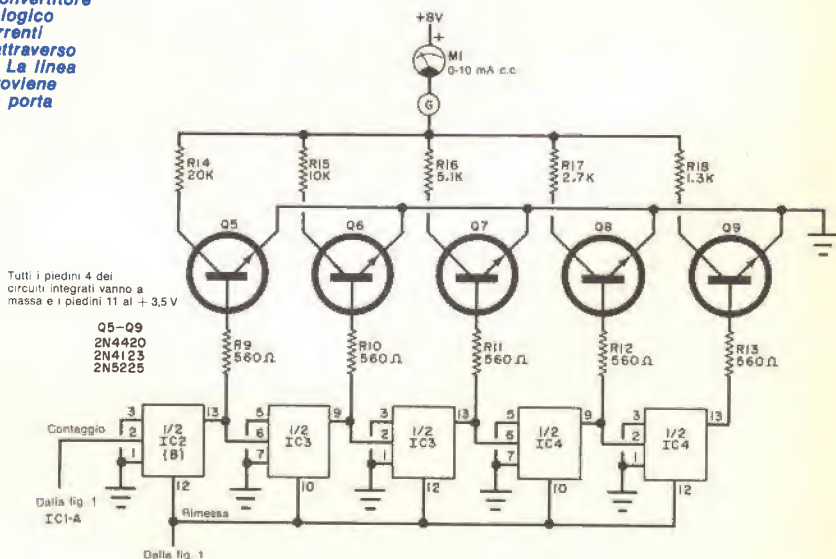 onvertitore
logico
rrenti
attraverso
La linea
roviene
porta
+8V
+
M1
0-10 mA c.c.
G
R14
20K
R15
10K
R16
5.1K
R17
2.7K
R18
1.3K
Q5
Q6
Q7
Q8
Q9
Tutti i piedini 4 dei
circuiti integrati vanno a
massa e i piedini 11 al + 3,5 V
Q5-Q9
2N4420
2N4123
2N5225
R9
560Ω
R10
560Ω
R11
560Ω
R12
560Ω
R13
560Ω
Conteggio
3
2
1
1/2
IC2
(B)
13
12
5
6
7
1/2
IC3
9
10
3
2
1
1/2
IC3
13
12
5
6
7
1/2
IC4
9
10
3
2
1
1/2
IC4
13
12
Dalla fig. 1
IC1-A
Rimessa
Dalla fig. 1